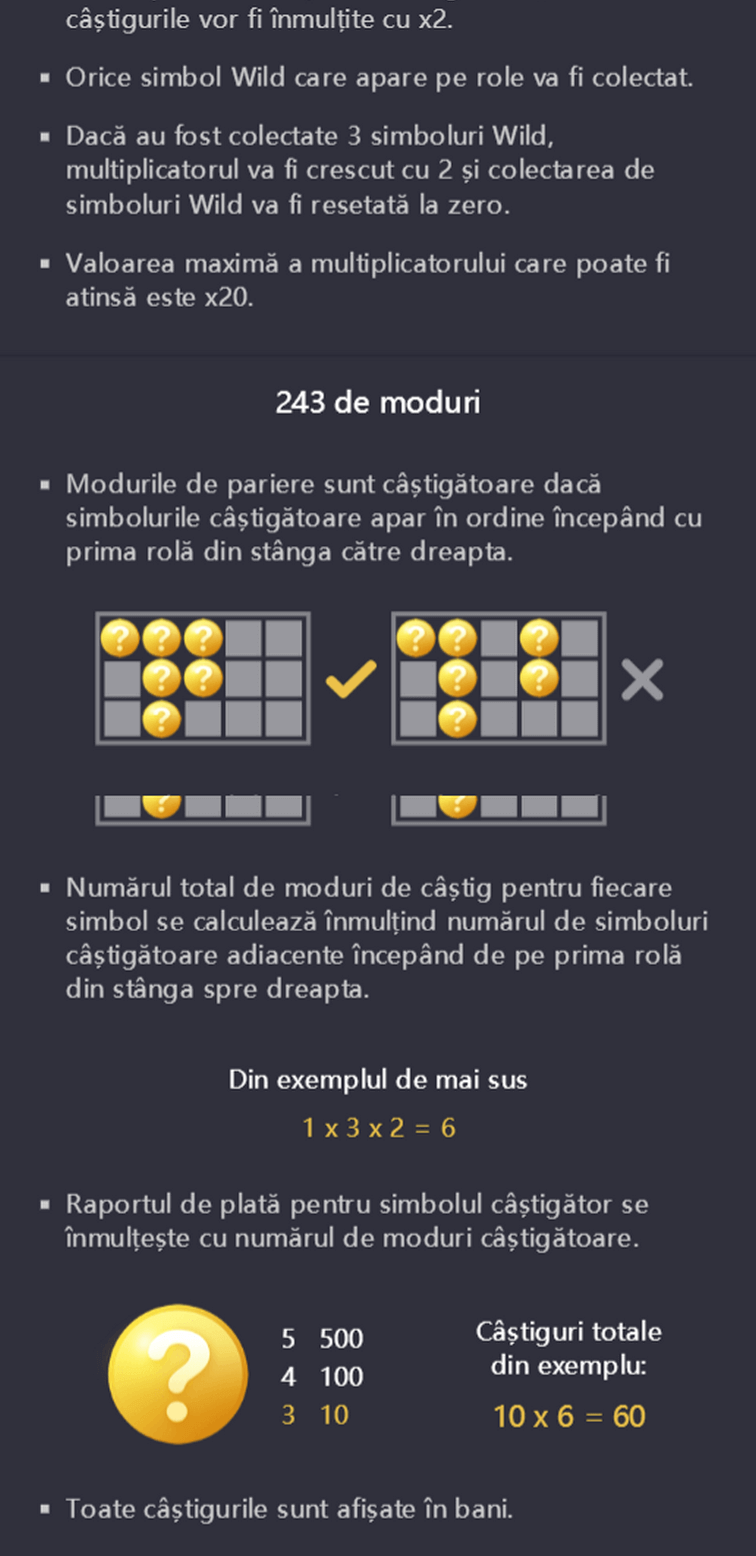 câștigurile vor fi înmulțite cu x2.
▪ Orice simbol Wild care apare pe role va fi colectat.
▪ Dacă au fost colectate 3 simboluri Wild,
multiplicatorul va fi crescut cu 2 și colectarea de
simboluri Wild va fi resetată la zero.
▪ Valoarea maximă a multiplicatorului care poate fi
atinsă este x20.
243 de moduri
▪ Modurile de pariere sunt câștigătoare dacă
simbolurile câștigătoare apar în ordine începând cu
prima rolă din stânga către dreapta.
? ? ? ? ?
? ? ? ?
? ?
? ?
▪ Numărul total de moduri de câștig pentru fiecare
simbol se calculează înmulțind numărul de simboluri
câștigătoare adiacente începând de pe prima rolă
din stânga spre dreapta.
Din exemplul de mai sus
1 x 3 x 2 = 6
▪ Raportul de plată pentru simbolul câștigător se
înmulțește cu numărul de moduri câștigătoare.
?
5 500
4 100
3 10
Câștiguri totale
din exemplu:
10 x 6 = 60
▪ Toate câștigurile sunt afișate în bani.